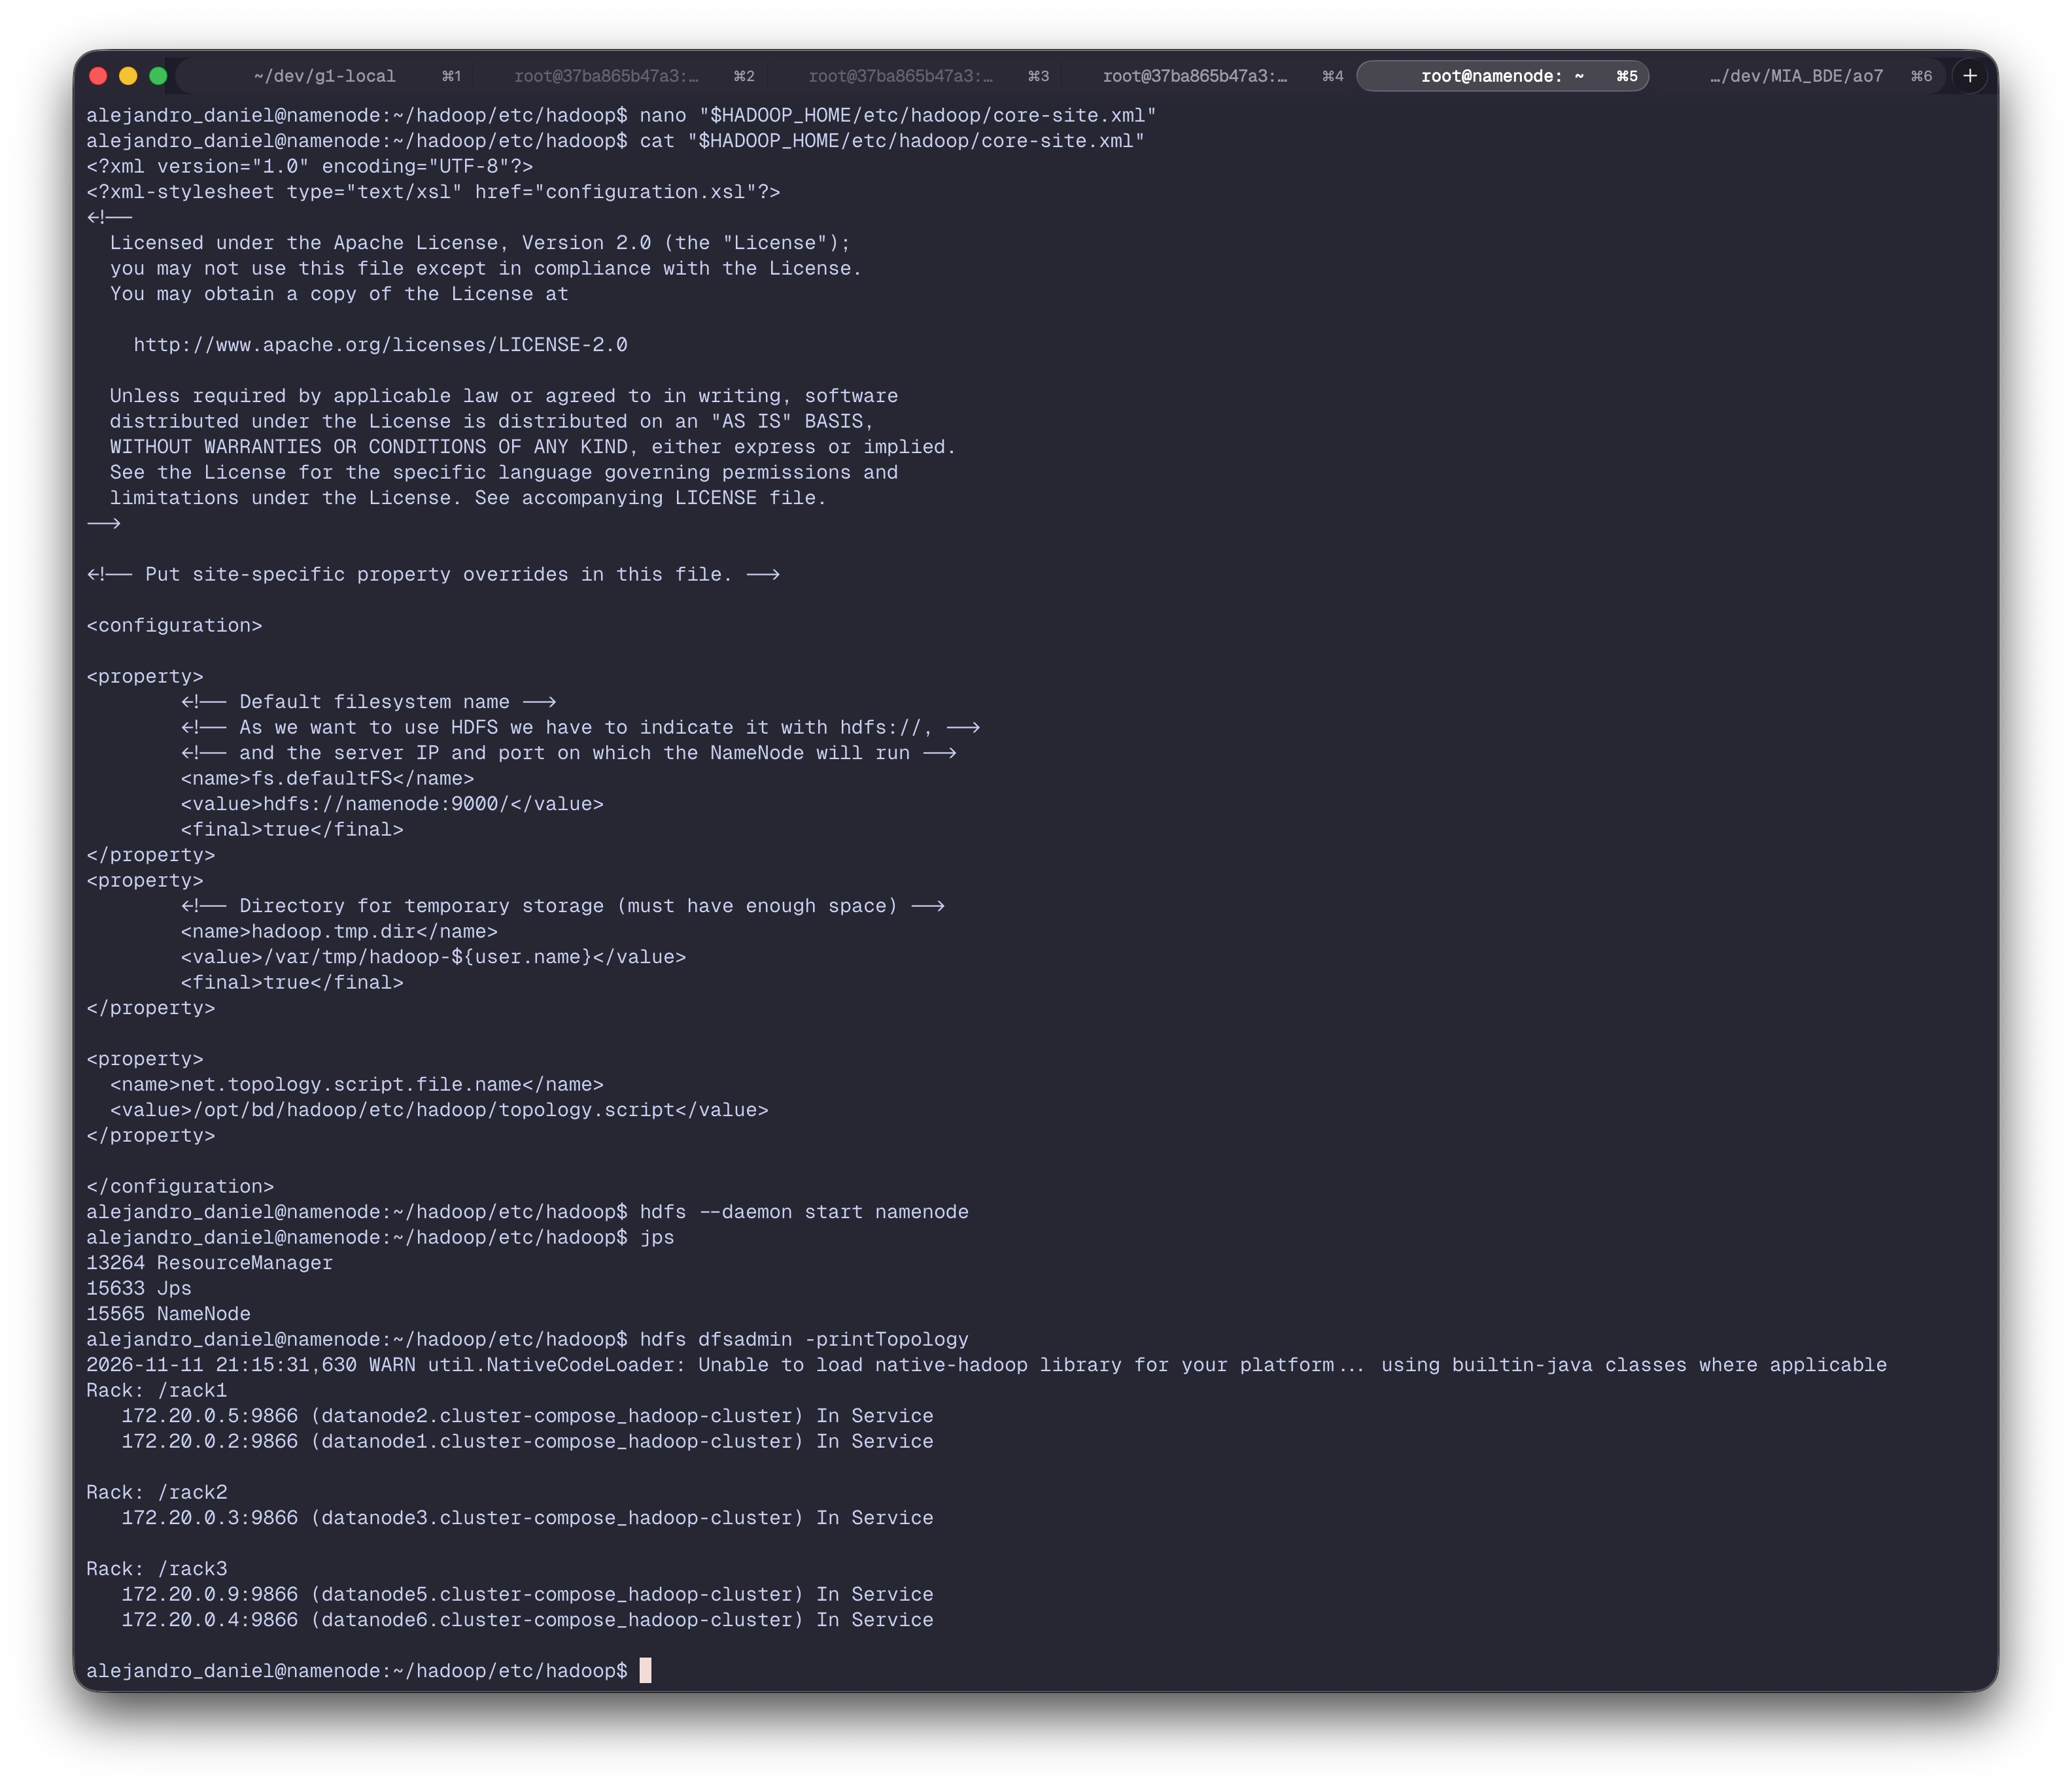 ~/dev/g1-local ⌘1 root@37ba865b47a3:… ⌘2 root@37ba865b47a3:… ⌘3 root@37ba865b47a3:… ⌘4 root@namenode: ~ ⌘5 …/dev/MIA_BDE/ao7 ⌘6 +
alejandro_daniel@namenode:~/hadoop/etc/hadoop$ nano "$HADOOP_HOME/etc/hadoop/core-site.xml"
alejandro_daniel@namenode:~/hadoop/etc/hadoop$ cat "$HADOOP_HOME/etc/hadoop/core-site.xml"
<?xml version="1.0" encoding="UTF-8"?>
<?xml-stylesheet type="text/xsl" href="configuration.xsl"?>
<!--
  Licensed under the Apache License, Version 2.0 (the "License");
  you may not use this file except in compliance with the License.
  You may obtain a copy of the License at

    http://www.apache.org/licenses/LICENSE-2.0

  Unless required by applicable law or agreed to in writing, software
  distributed under the License is distributed on an "AS IS" BASIS,
  WITHOUT WARRANTIES OR CONDITIONS OF ANY KIND, either express or implied.
  See the License for the specific language governing permissions and
  limitations under the License. See accompanying LICENSE file.
-->

<!-- Put site-specific property overrides in this file. -->

<configuration>

<property>
        <!-- Default filesystem name -->
        <!-- As we want to use HDFS we have to indicate it with hdfs://, -->
        <!-- and the server IP and port on which the NameNode will run -->
        <name>fs.defaultFS</name>
        <value>hdfs://namenode:9000/</value>
        <final>true</final>
</property>
<property>
        <!-- Directory for temporary storage (must have enough space) -->
        <name>hadoop.tmp.dir</name>
        <value>/var/tmp/hadoop-${user.name}</value>
        <final>true</final>
</property>

<property>
  <name>net.topology.script.file.name</name>
  <value>/opt/bd/hadoop/etc/hadoop/topology.script</value>
</property>

</configuration>
alejandro_daniel@namenode:~/hadoop/etc/hadoop$ hdfs --daemon start namenode
alejandro_daniel@namenode:~/hadoop/etc/hadoop$ jps
13264 ResourceManager
15633 Jps
15565 NameNode
alejandro_daniel@namenode:~/hadoop/etc/hadoop$ hdfs dfsadmin -printTopology
2026-11-11 21:15:31,630 WARN util.NativeCodeLoader: Unable to load native-hadoop library for your platform... using builtin-java classes where applicable
Rack: /rack1
   172.20.0.5:9866 (datanode2.cluster-compose_hadoop-cluster) In Service
   172.20.0.2:9866 (datanode1.cluster-compose_hadoop-cluster) In Service

Rack: /rack2
   172.20.0.3:9866 (datanode3.cluster-compose_hadoop-cluster) In Service

Rack: /rack3
   172.20.0.9:9866 (datanode5.cluster-compose_hadoop-cluster) In Service
   172.20.0.4:9866 (datanode6.cluster-compose_hadoop-cluster) In Service

alejandro_daniel@namenode:~/hadoop/etc/hadoop$